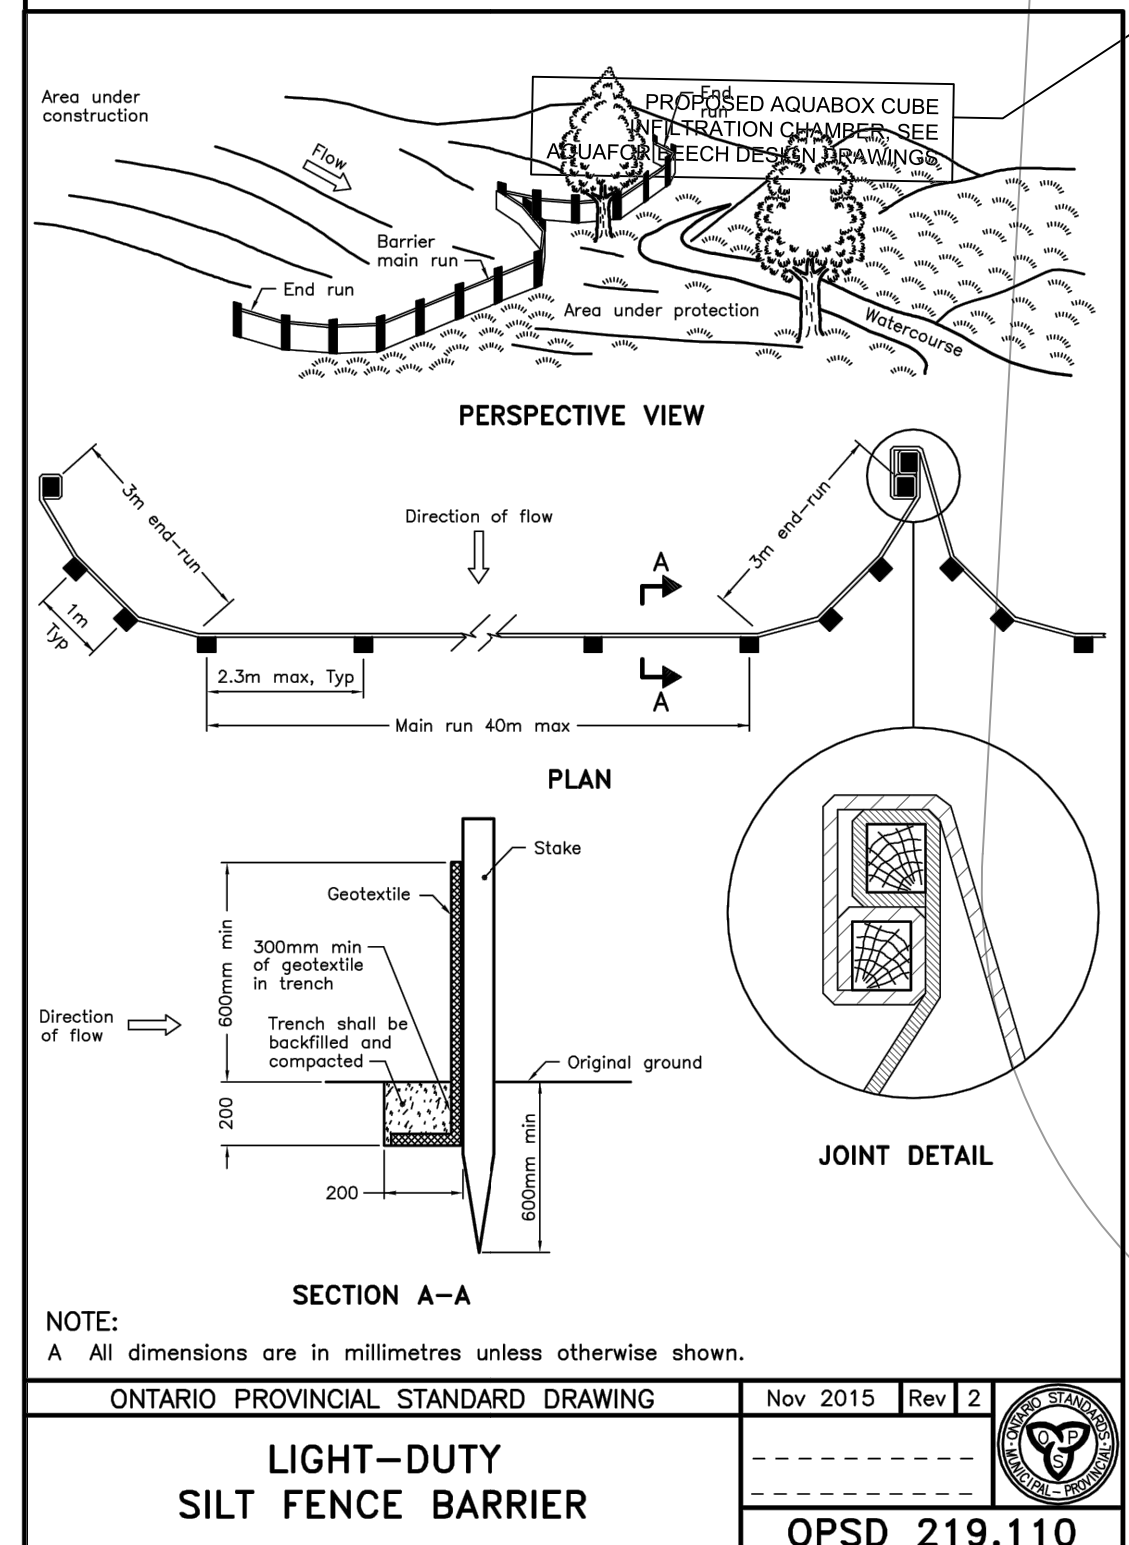 Area under
construction
Flow
End
run
PROPOSED AQUABOX CUBE
INFILTRATION CHAMBER, SEE
AQUAFOR BEECH DESIGN DRAWINGS
Barrier
main run
End run
Area under protection
Watercourse
PERSPECTIVE VIEW
3m end-run
Direction of flow
3m end-run
A
1m
Typ
2.3m max, Typ
A
Main run 40m max
PLAN
Stake
Geotextile
600mm min
300mm min
of geotextile
in trench
Direction
of flow
Trench shall be
backfilled and
compacted
Original ground
200
600mm min
200
JOINT DETAIL
SECTION A-A
NOTE:
A All dimensions are in millimetres unless otherwise shown.
ONTARIO PROVINCIAL STANDARD DRAWING
Nov 2015
Rev
2
ONTARIO STANDARDS
MUNICIPAL - PROVINCIAL
O P
S
LIGHT-DUTY
SILT FENCE BARRIER
OPSD 219.110